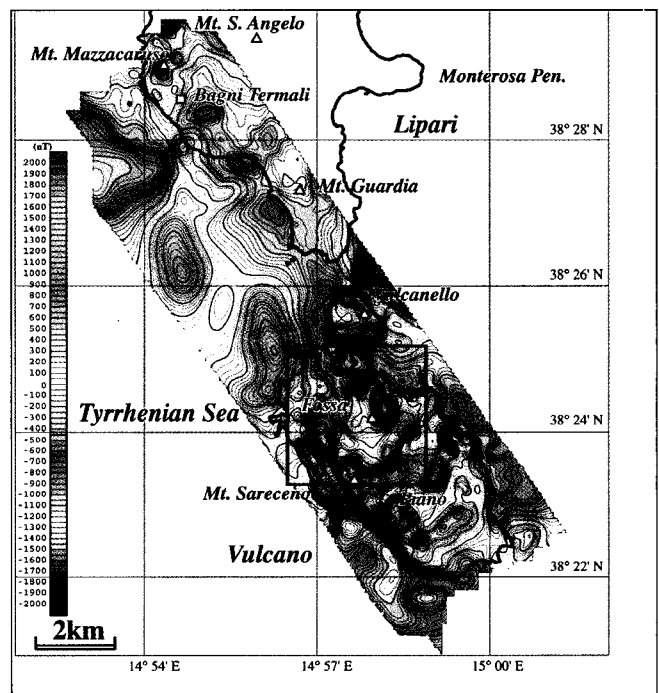 Mt. S. Angelo
Mt. Mazzacaruso
Monterosa Pen.
Bagni Termali
Lipari
38° 28' N
(nT)
2000
1900
1800
1700
1600
1500
1400
1300
1200
1100
1000
900
800
700
600
500
400
300
200
100
0
-100
-200
-300
-400
-500
-600
-700
-800
-900
-1000
-1100
-1200
-1300
-1400
-1500
-1600
-1700
-1800
-1900
-2000
Mt. Guardia
38° 26' N
Fossa
Tyrrhenian Sea
38° 24' N
Mt. Sareceno
Vulcano
38° 22' N
2km
14° 54' E
14° 57' E
15° 00' E